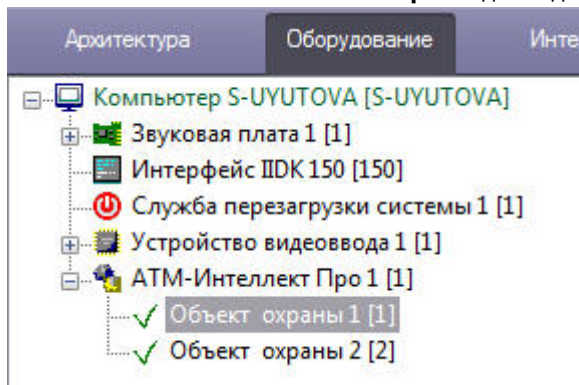 Архитектура Оборудование Инте
Компьютер S-UYUTOVA [S-UYUTOVA]
Звуковая плата 1 [1]
Интерфейс IIDK 150 [150]
Служба перезагрузки системы 1 [1]
Устройство видеоввода 1 [1]
АТМ-Интеллект Про 1 [1]
Объект охраны 1 [1]
Объект охраны 2 [2]